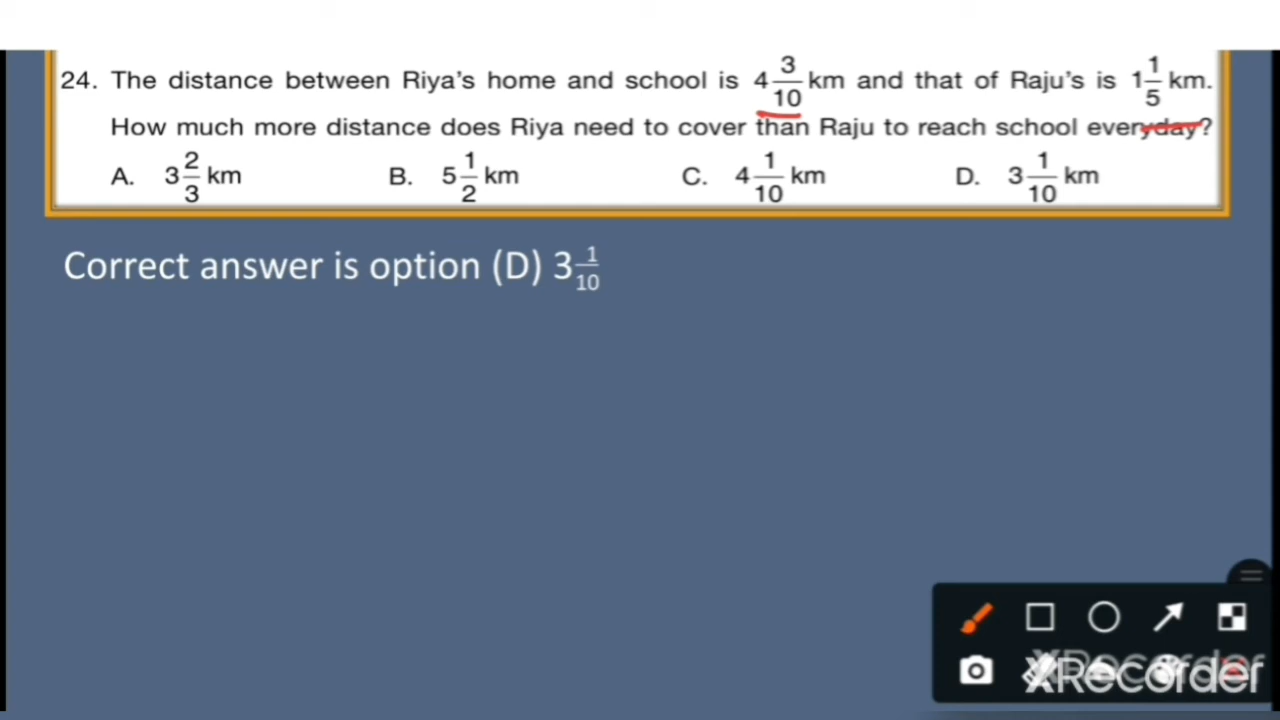 24. The distance between Riya's home and school is 4 3/10 km and that of Raju's is 1 1/5 km.
How much more distance does Riya need to cover than Raju to reach school everyday?
A. 3 2/3 km B. 5 1/2 km C. 4 1/10 km D. 3 1/10 km
Correct answer is option (D) 3 1/10
XRecorder